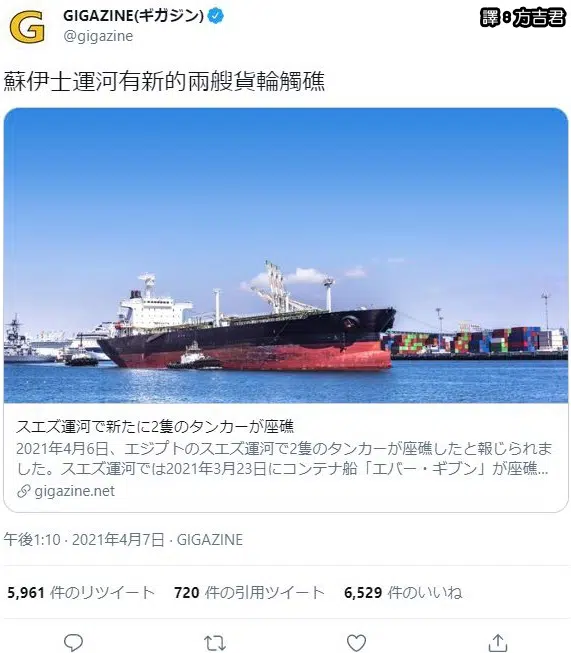 GIGAZINE(ギガジン)
@gigazine
譯8方吉君
蘇伊士運河有新的兩艘貨輪觸礁
スエズ運河で新たに2隻のタンカーが座礁
2021年4月6日、エジプトのスエズ運河で2隻のタンカーが座礁したと報じられま
した。スエズ運河では2021年3月23日にコンテナ船「エバー・ギブン」が座礁...
gigazine.net
午後1:10 · 2021年4月7日 · GIGAZINE
5,961 件のリツイート 720 件の引用ツイート 6,529 件のいいね